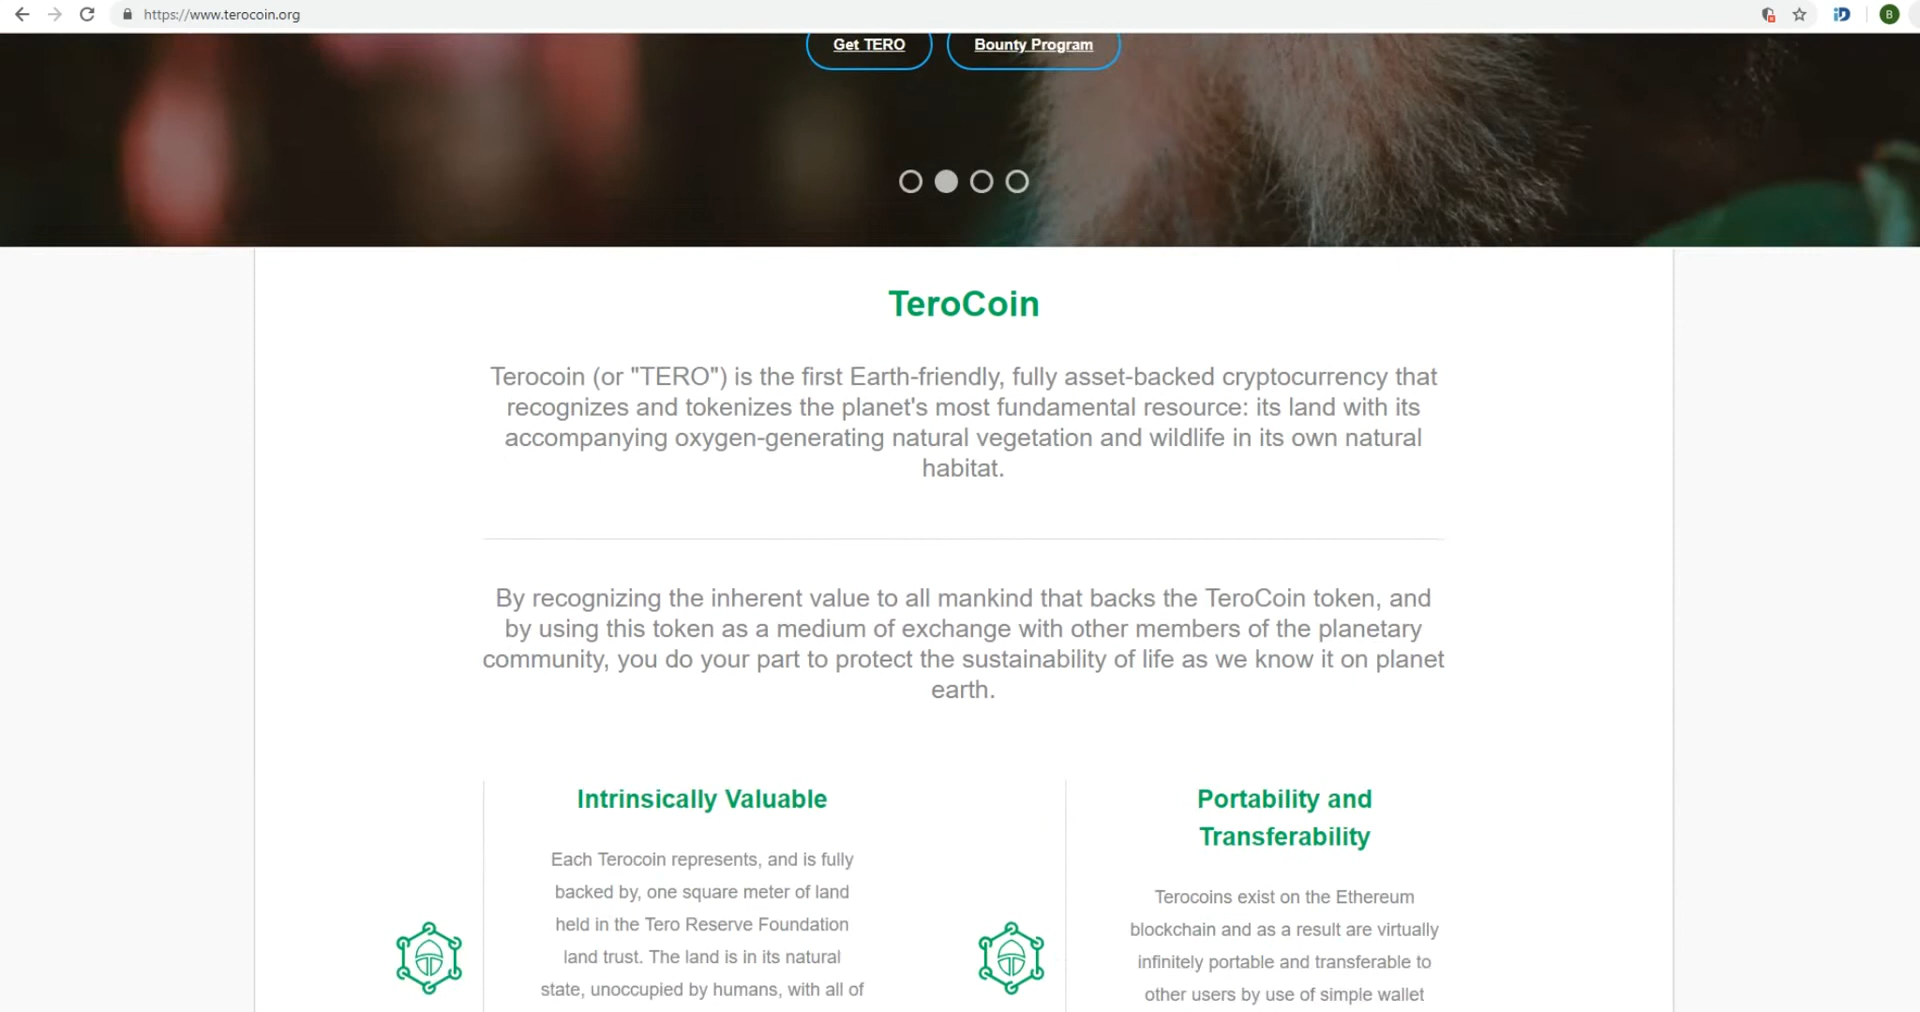 https://www.terocoin.org
B
Get TERO
Bounty Program
TeroCoin
Terocoin (or "TERO") is the first Earth-friendly, fully asset-backed cryptocurrency that
recognizes and tokenizes the planet's most fundamental resource: its land with its
accompanying oxygen-generating natural vegetation and wildlife in its own natural
habitat.
By recognizing the inherent value to all mankind that backs the TeroCoin token, and
by using this token as a medium of exchange with other members of the planetary
community, you do your part to protect the sustainability of life as we know it on planet
earth.
Intrinsically Valuable
Each Terocoin represents, and is fully
backed by, one square meter of land
held in the Tero Reserve Foundation
land trust. The land is in its natural
state, unoccupied by humans, with all of
Portability and
Transferability
Terocoins exist on the Ethereum
blockchain and as a result are virtually
infinitely portable and transferable to
other users by use of simple wallet